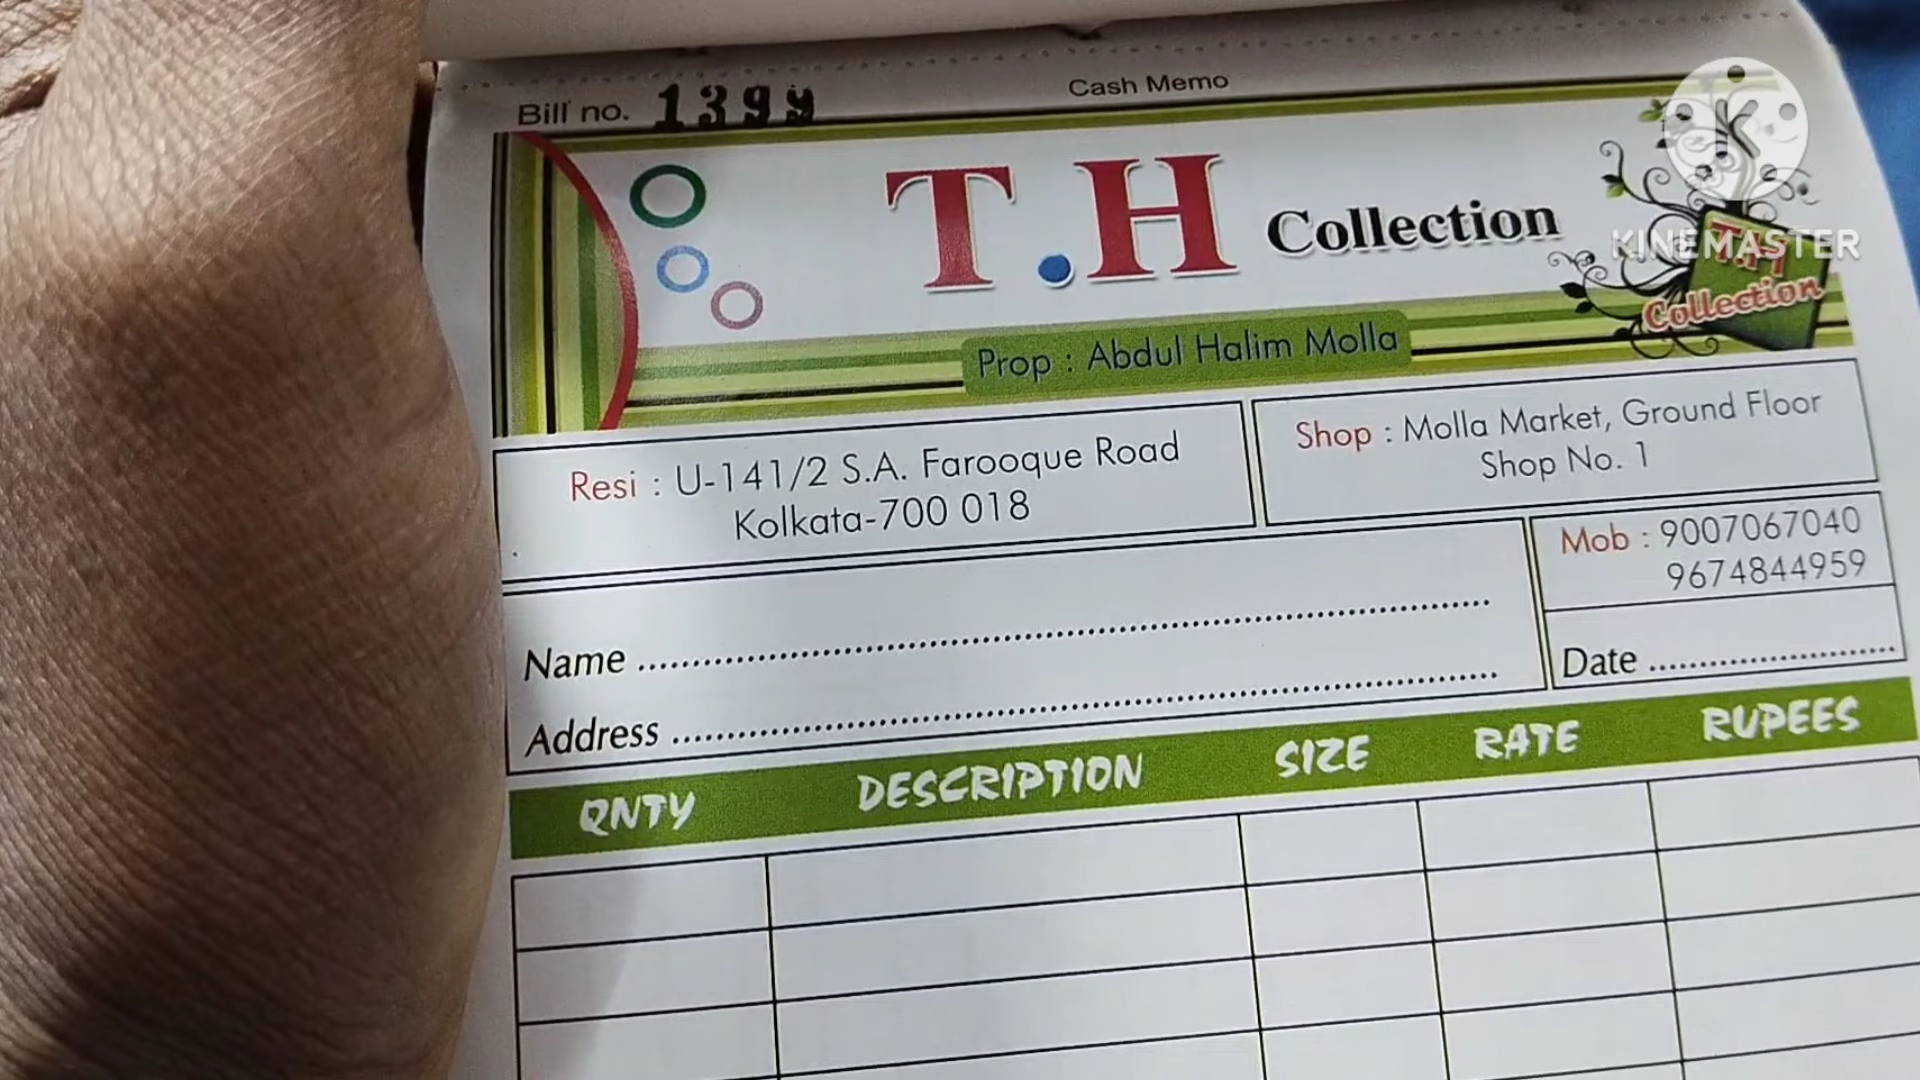 Bill no. 1399
Cash Memo
T.H Collection
KINEMASTER
Collection
Prop : Abdul Halim Molla
Resi : U-141/2 S.A. Farooque Road
Kolkata-700 018
Shop : Molla Market, Ground Floor
Shop No. 1
Mob : 9007067040
9674844959
Name
Address
Date
QNTY DESCRIPTION SIZE RATE RUPEES